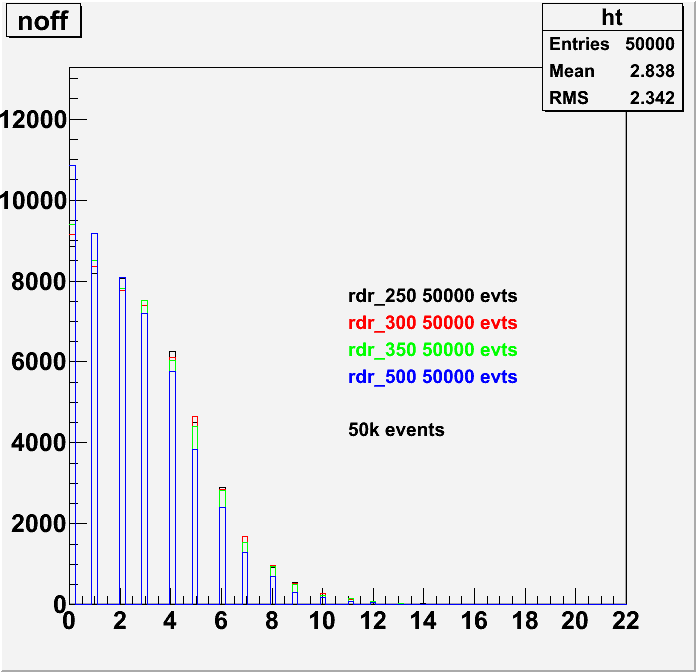 noff
ht
Entries 50000
Mean 2.838
RMS 2.342
12000
10000
8000
6000
4000
2000
0
rdr_250 50000 evts
rdr_300 50000 evts
rdr_350 50000 evts
rdr_500 50000 evts
50k events
0 2 4 6 8 10 12 14 16 18 20 22